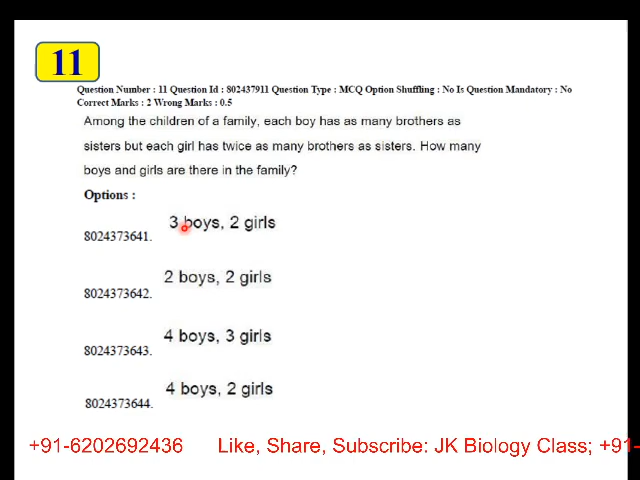 11
Question Number : 11 Question Id : 802437911 Question Type : MCQ Option Shuffling : No Is Question Mandatory : No
Correct Marks : 2 Wrong Marks : 0.5
Among the children of a family, each boy has as many brothers as
sisters but each girl has twice as many brothers as sisters. How many
boys and girls are there in the family?
Options :
3 boys, 2 girls
8024373641.
2 boys, 2 girls
8024373642.
4 boys, 3 girls
8024373643.
4 boys, 2 girls
8024373644.
+91-6202692436 Like, Share, Subscribe: JK Biology Class; +91-